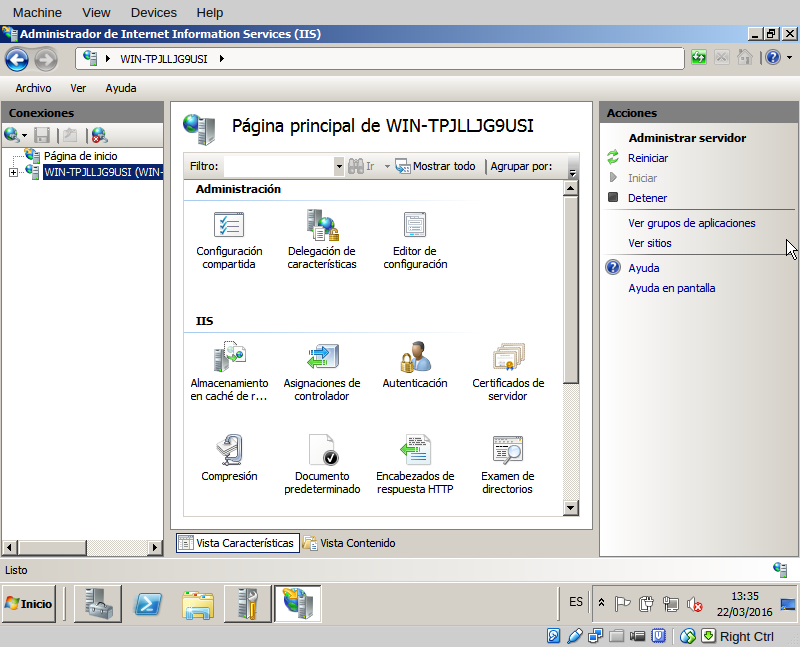 Machine View Devices Help
Administrador de Internet Information Services (IIS)
WIN-TPJLLJG9USI
Archivo Ver Ayuda
Conexiones
Página de inicio
WIN-TPJLLJG9USI (WIN-
Página principal de WIN-TPJLLJG9USI
Filtro: Ir Mostrar todo Agrupar por:
Administración
Configuración compartida
Delegación de características
Editor de configuración
IIS
Almacenamiento en caché de r...
Asignaciones de controlador
Autenticación
Certificados de servidor
Compresión
Documento predeterminado
Encabezados de respuesta HTTP
Examen de directorios
Vista Características Vista Contenido
Acciones
Administrar servidor
Reiniciar
Iniciar
Detener
Ver grupos de aplicaciones
Ver sitios
Ayuda
Ayuda en pantalla
Listo
Inicio
ES
13:35
22/03/2016
Right Ctrl